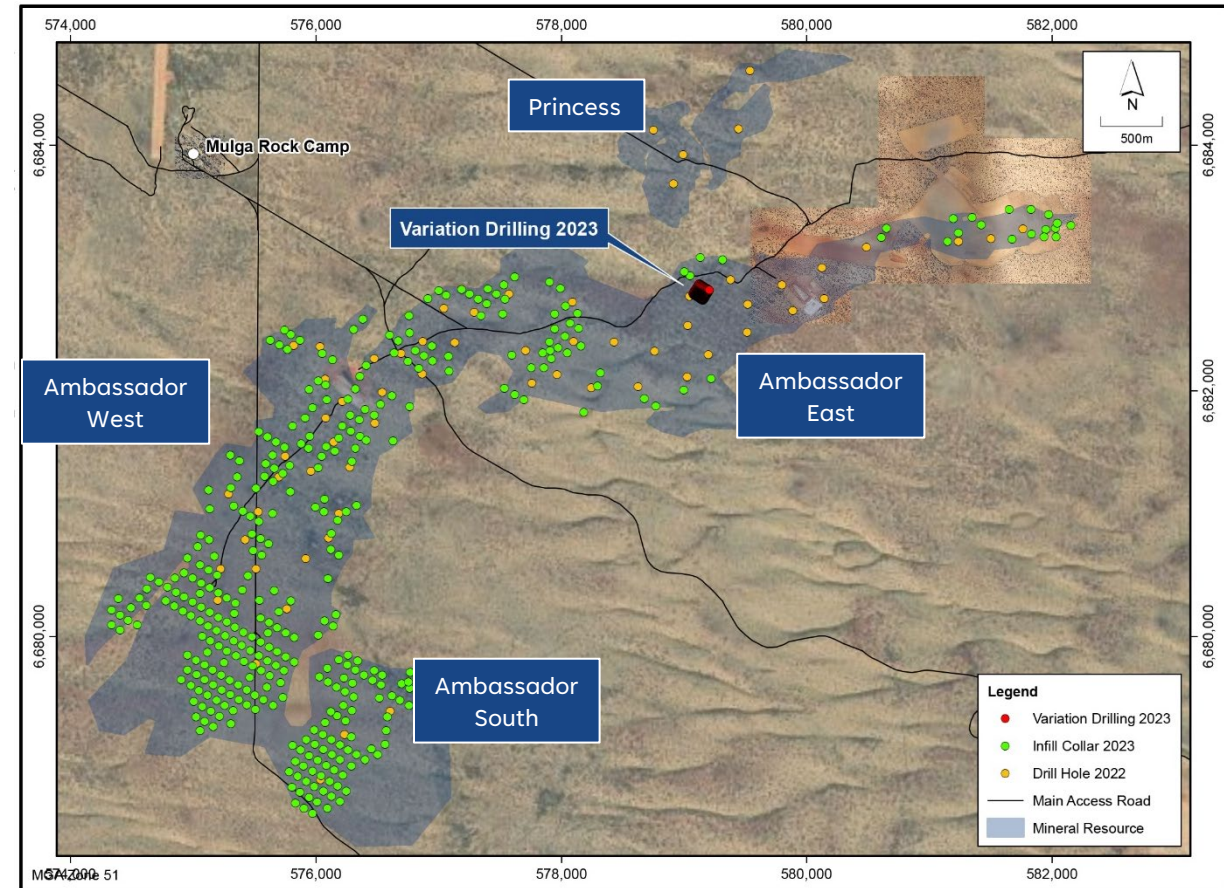 574,000
576,000
578,000
580,000
582,000
N
500m
Princess
6,684,000
6,684,000
Mulga Rock Camp
Variation Drilling 2023
Ambassador
West
Ambassador
East
6,682,000
6,682,000
6,680,000
6,680,000
Ambassador
South
Legend
Variation Drilling 2023
Infill Collar 2023
Drill Hole 2022
Main Access Road
Mineral Resource
MGA Zone 51
574,000
576,000
578,000
580,000
582,000